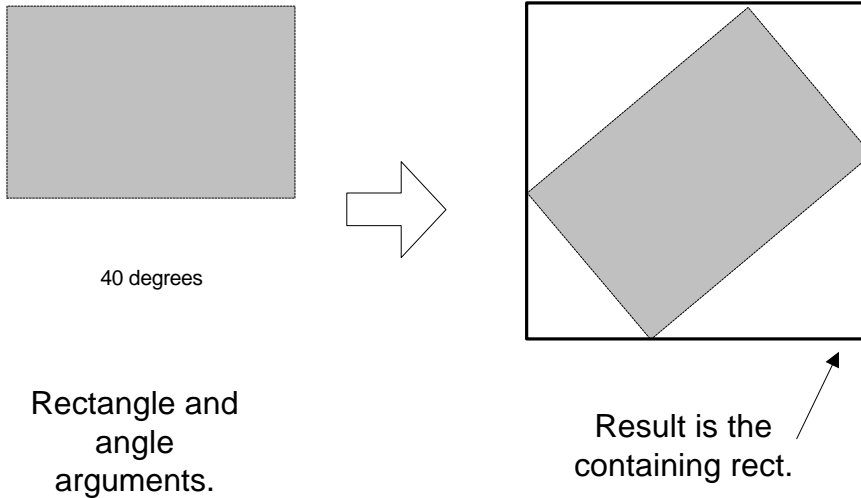 40 degrees
Rectangle and
angle
arguments.
Result is the
containing rect.